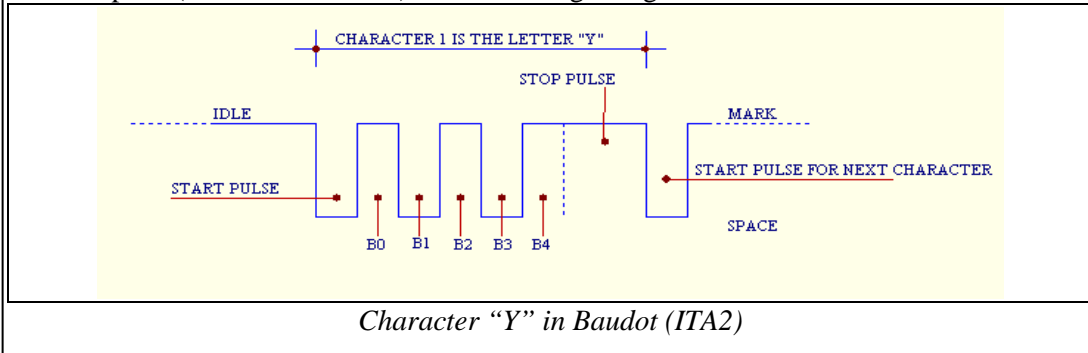 CHARACTER 1 IS THE LETTER "Y"
STOP PULSE
IDLE
MARK
START PULSE FOR NEXT CHARACTER
START PULSE
SPACE
B0 B1 B2 B3 B4
Character “Y” in Baudot (ITA2)